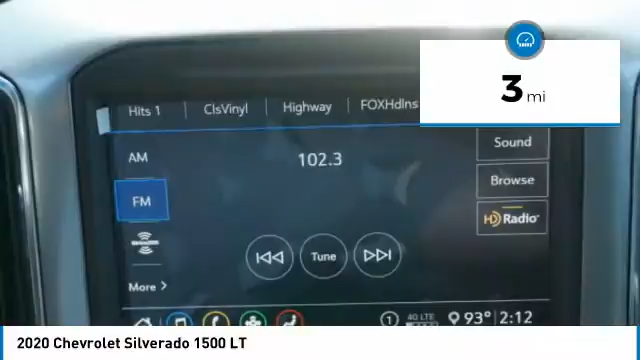 3 mi
Hits 1 ClsVinyl Highway FOXHdlns
AM
102.3
Sound
FM
Browse
HD Radio
Tune
More >
1 4G LTE 93° 2:12
2020 Chevrolet Silverado 1500 LT